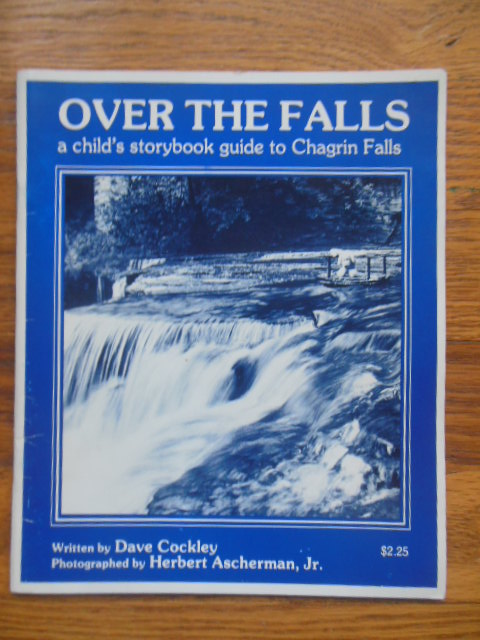 OVER THE FALLS
a child's storybook guide to Chagrin Falls
Written by Dave Cockley
$2.25
Photographed by Herbert Ascherman, Jr.